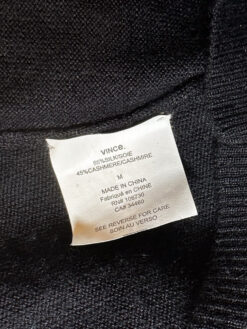 VINCE.
55%SILK/SOIE
45%CASHMERE/CASHMIRE
M
MADE IN CHINA
Fabriqué en CHINE
RN# 109730
CA# 34460
SEE REVERSE FOR CARE
SOIN AU VERSO